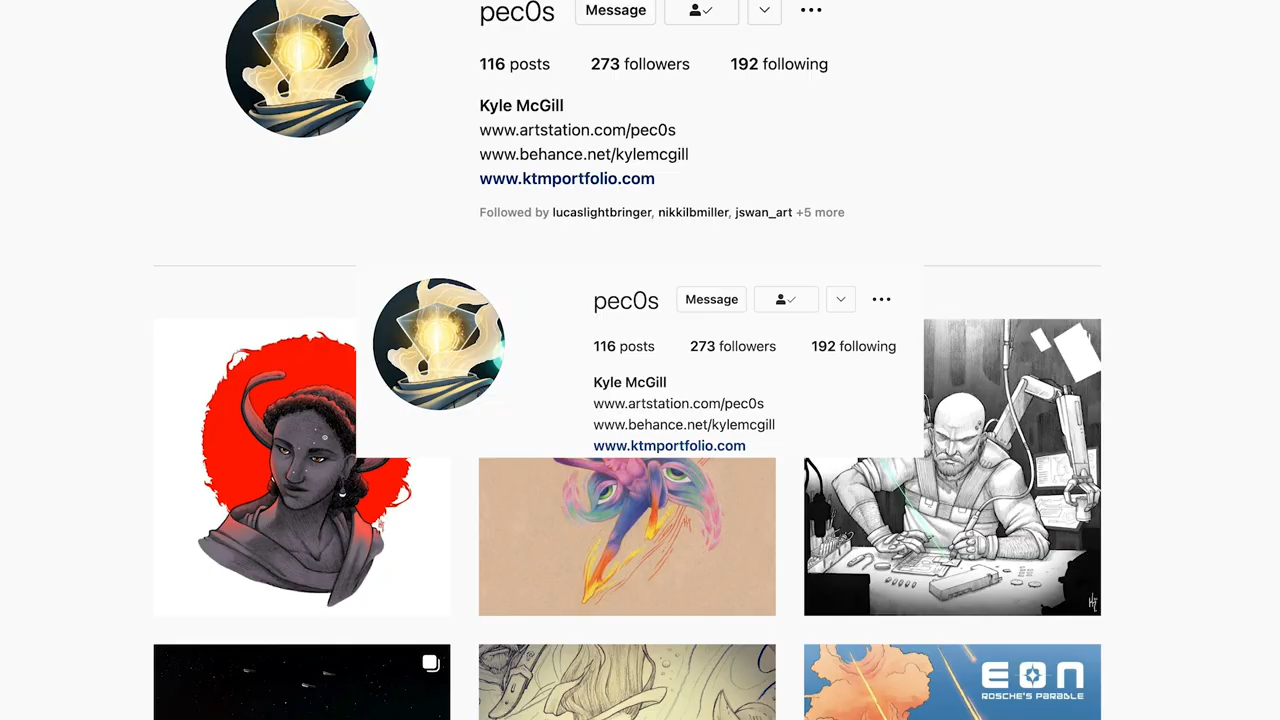 pec0s Message
116 posts 273 followers 192 following
Kyle McGill
www.artstation.com/pec0s
www.behance.net/kylemcgill
www.ktmportfolio.com
Followed by lucaslightbringer, nikkilbmiller, jswan_art +5 more
pec0s Message
116 posts 273 followers 192 following
Kyle McGill
www.artstation.com/pec0s
www.behance.net/kylemcgill
www.ktmportfolio.com
EON
ROSCHE'S PARABLE